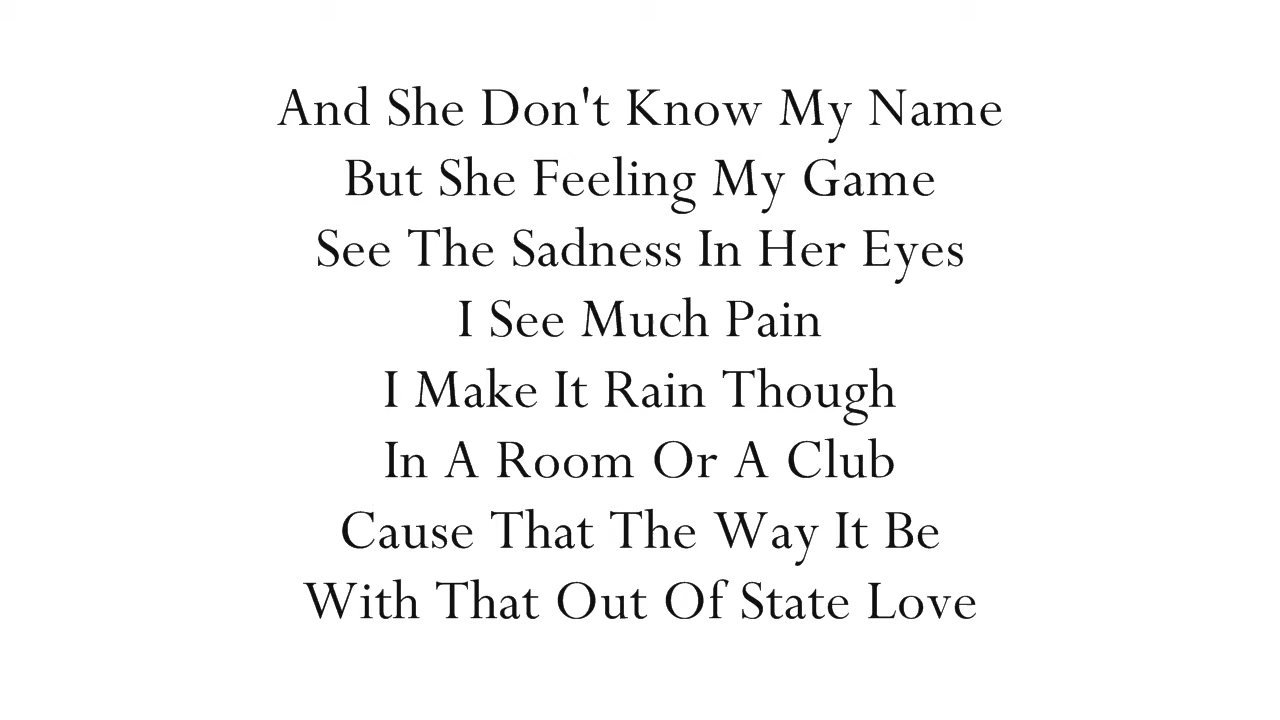 And She Don't Know My Name
But She Feeling My Game
See The Sadness In Her Eyes
I See Much Pain
I Make It Rain Though
In A Room Or A Club
Cause That The Way It Be
With That Out Of State Love